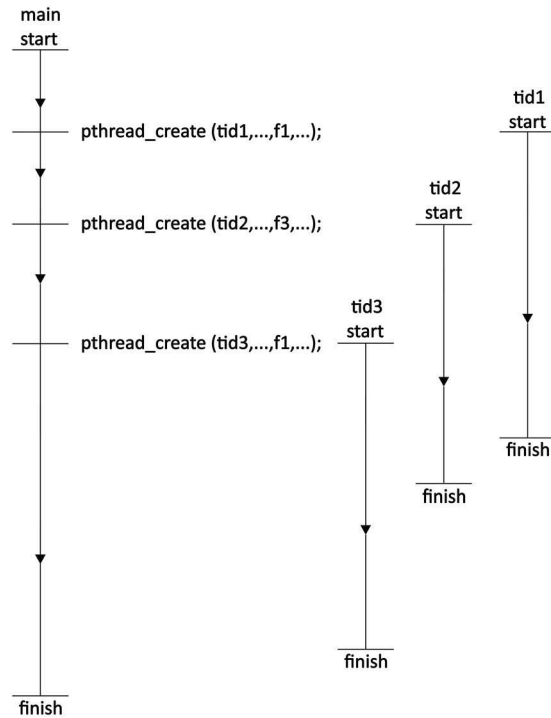 main
start
tid1
start
pthread_create (tid1,...,f1,...);
tid2
start
pthread_create (tid2,...,f3,...);
tid3
start
pthread_create (tid3,...,f1,...);
finish
finish
finish
finish